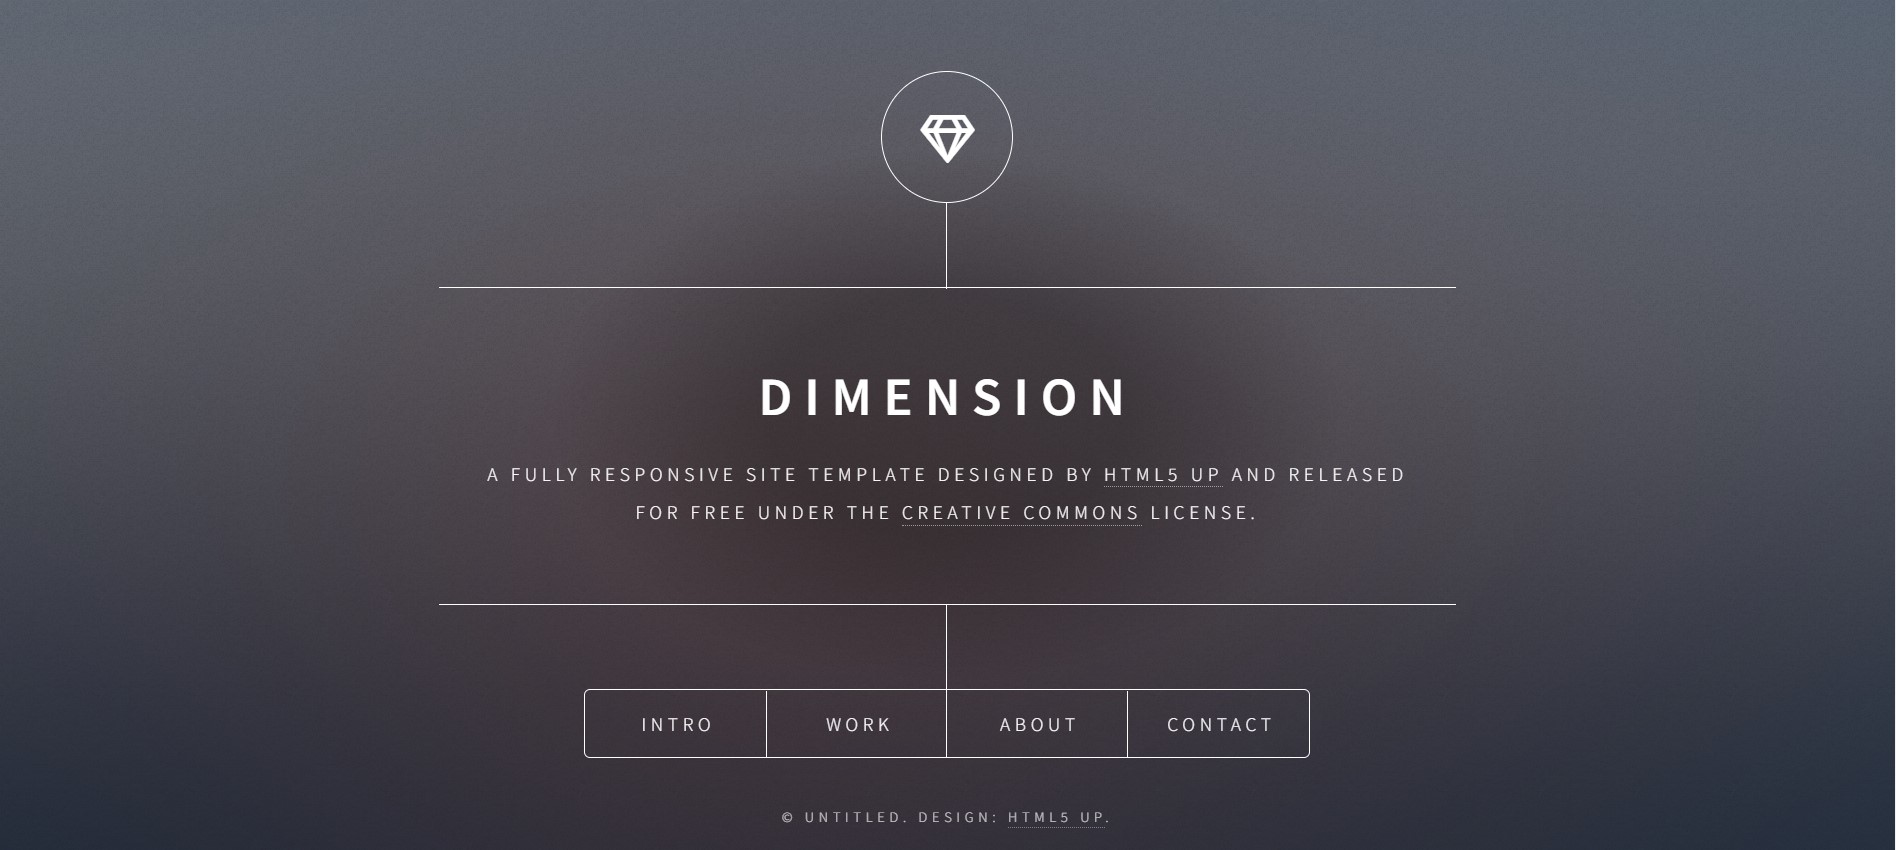 DIMENSION
A FULLY RESPONSIVE SITE TEMPLATE DESIGNED BY HTML5 UP AND RELEASED
FOR FREE UNDER THE CREATIVE COMMONS LICENSE.
INTRO WORK ABOUT CONTACT
© UNTITLED. DESIGN: HTML5 UP.